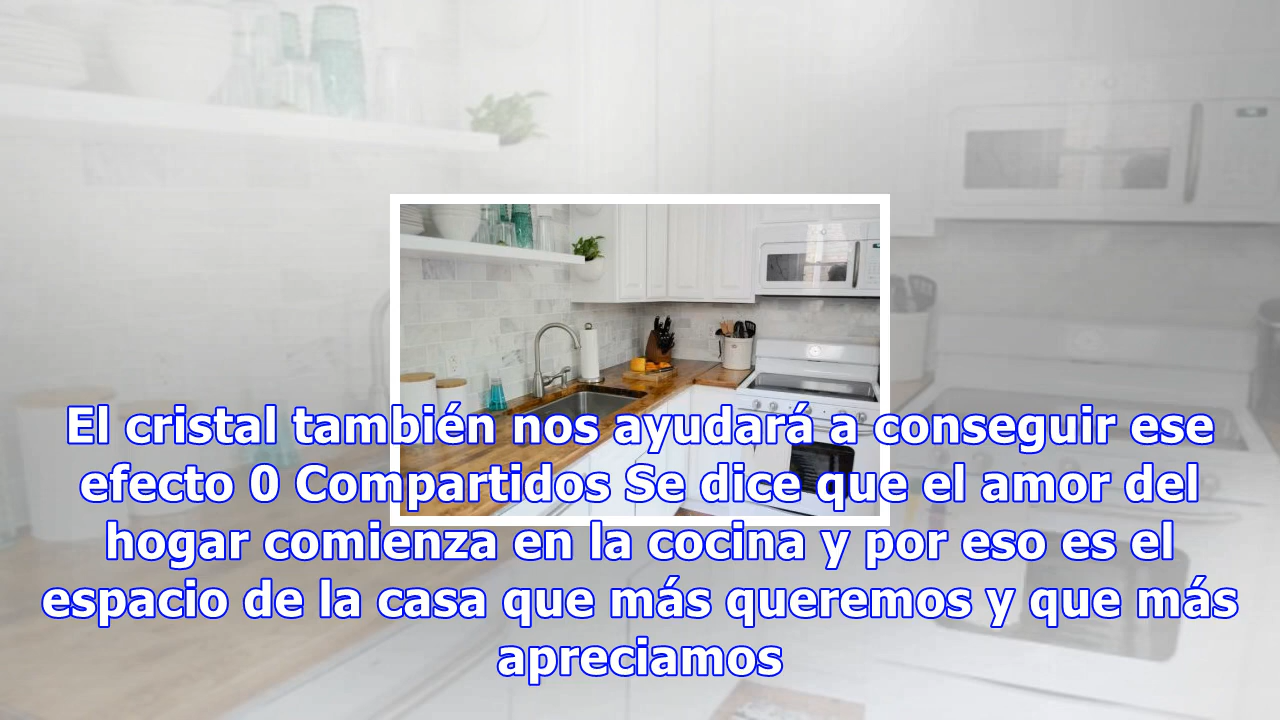 El cristal también nos ayudará a conseguir ese
efecto 0 Compartidos Se dice que el amor del
hogar comienza en la cocina y por eso es el
espacio de la casa que más queremos y que más
apreciamos